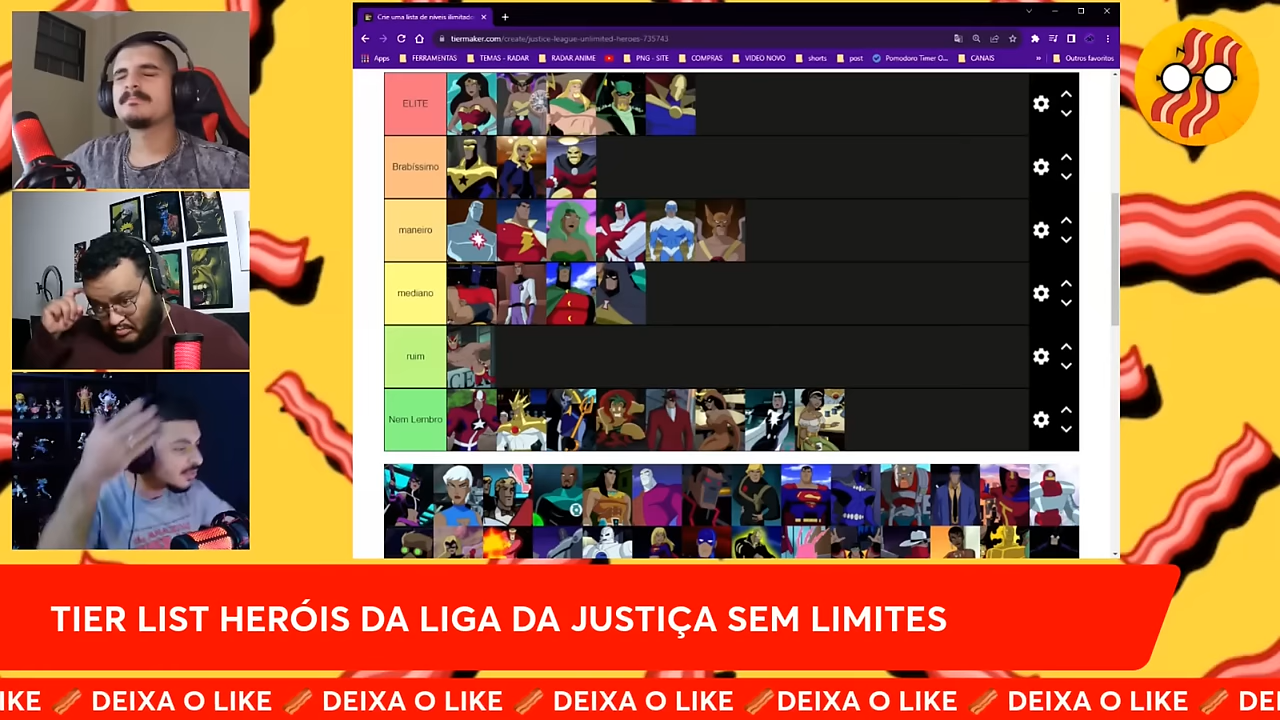 Crie uma lista de níveis ilimitado
tiermaker.com/create/justice-league-unlimited-heroes-735743
Apps FERRAMENTAS TEMAS - RADAR RADAR ANIME PNG - SITE COMPRAS VIDEO NOVO shorts post Pomodoro Timer O... CANAIS » Outros favoritos
ELITE
Brabíssimo
maneiro
mediano
ruim
Nem Lembro
TIER LIST HERÓIS DA LIGA DA JUSTIÇA SEM LIMITES
IKE DEIXA O LIKE DEIXA O LIKE DEIXA O LIKE DEIXA O LIKE DEIXA O LIKE DEI